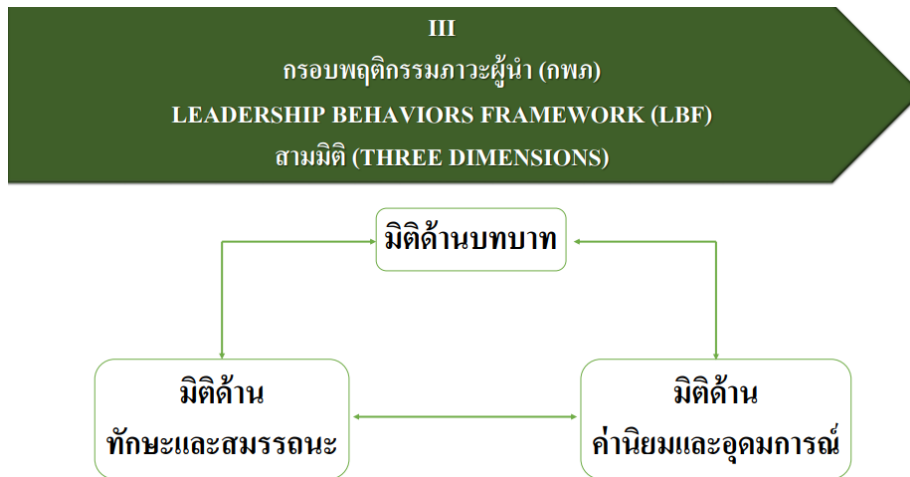 III
กรอบพฤติกรรมภาวะผู้นำ (กพภ)
LEADERSHIP BEHAVIORS FRAMEWORK (LBF)
สามมิติ (THREE DIMENSIONS)
มิติด้านบทบาท
มิติด้าน
ทักษะและสมรรถนะ
มิติด้าน
ค่านิยมและอุดมการณ์